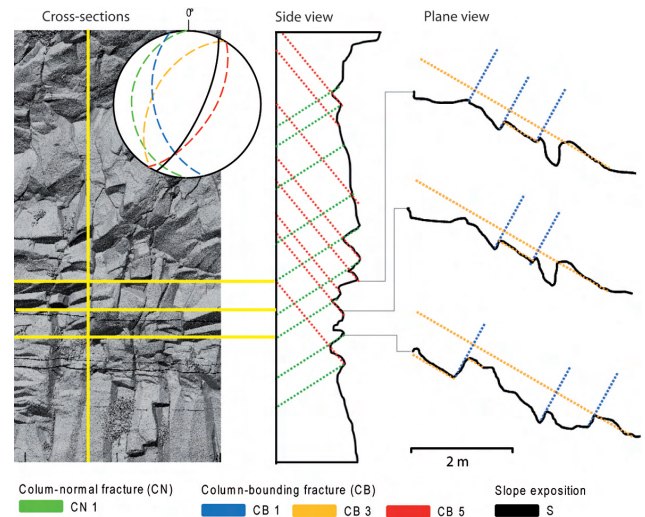 Cross-sections
Side view
Plane view
0°
2 m
Colum-normal fracture (CN)
CN 1
Column-bounding fracture (CB)
CB 1
CB 3
CB 5
Slope exposition
S